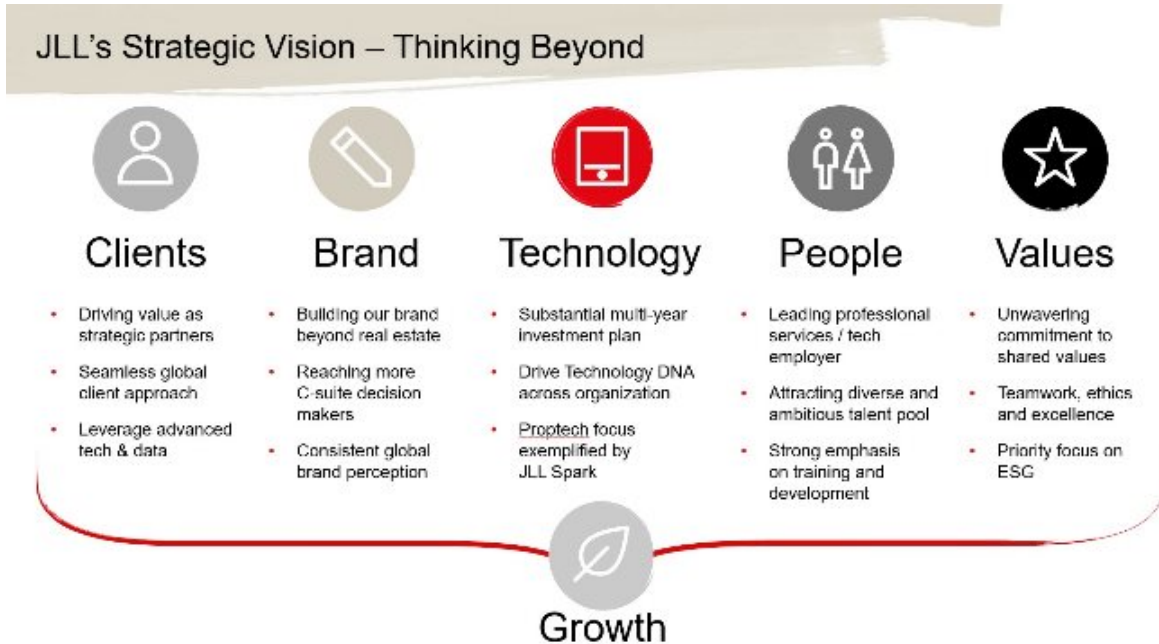 JLL's Strategic Vision – Thinking Beyond
Clients
• Driving value as
strategic partners
• Seamless global
client approach
• Leverage advanced
tech & data
Brand
• Building our brand
beyond real estate
• Reaching more
C-suite decision
makers
• Consistent global
brand perception
Technology
• Substantial multi-year
investment plan
• Drive Technology DNA
across organization
• Proptech focus
exemplified by
JLL Spark
People
• Leading professional
services / tech
employer
• Attracting diverse and
ambitious talent pool
• Strong emphasis
on training and
development
Values
• Unwavering
commitment to
shared values
• Teamwork, ethics
and excellence
• Priority focus on
ESG
Growth